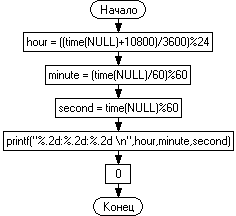 Начало
hour = ((time(NULL)+10800)/3600)%24
minute = (time(NULL)/60)%60
second = time(NULL)%60
printf("%.2d:%.2d:%.2d \n",hour,minute,second)
0
Конец